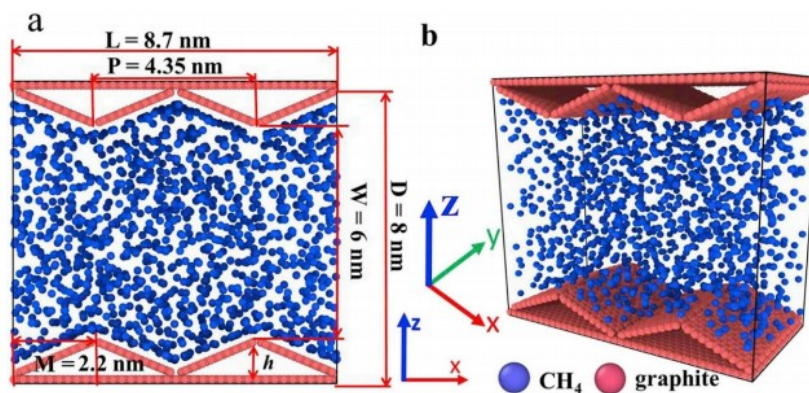 a
b
L = 8.7 nm
P = 4.35 nm
W = 6 nm
D = 8 nm
M = 2.2 nm
h
z
x
Z
y
x
CH4
graphite